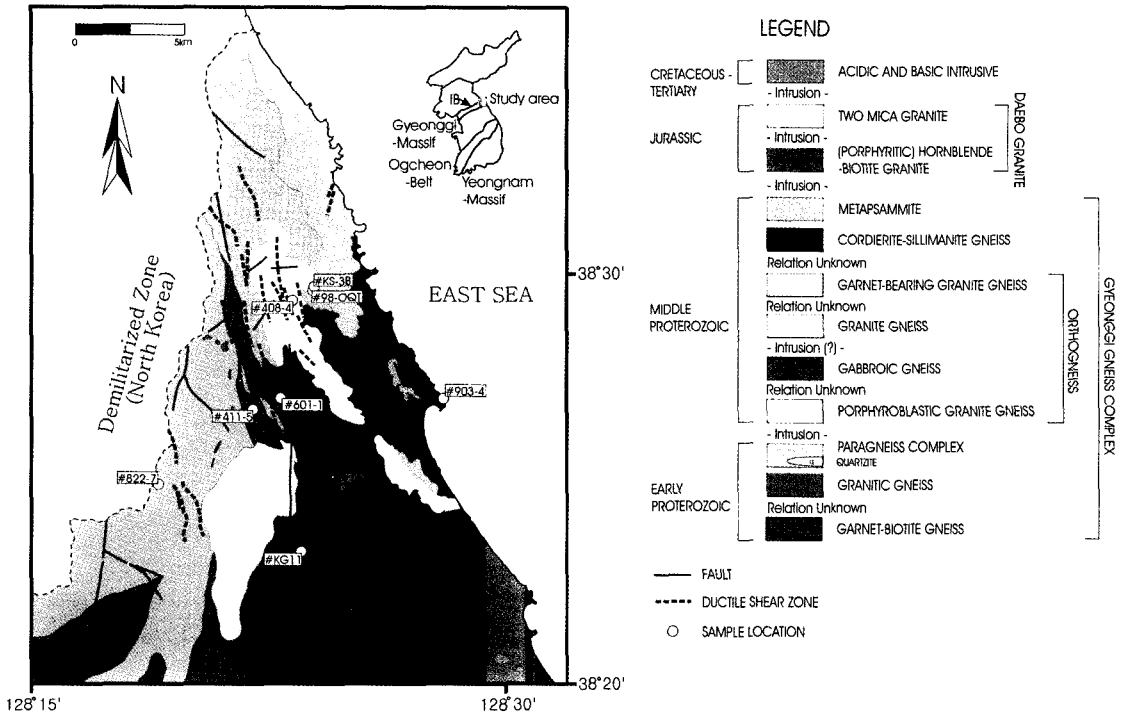 0
5km
N
IB
Study area
Gyeonggi
-Massif
Ogcheon
-Belt
Yeongnam
-Massif
Demilitarized Zone
(North Korea)
EAST SEA
#KS-3B
#408-4
#903-4
#601-1
#411-5
#822-7
#KG11
38°30'
38°20'
128°15'
128°30'
LEGEND
CRETACEOUS -
TERTIARY
ACIDIC AND BASIC INTRUSIVE
- Intrusion -
JURASSIC
TWO MICA GRANITE
- Intrusion -
(PORPHYRITIC) HORNBLENDE
-BIOTITE GRANITE
DAEBO GRANITE
- Intrusion -
MIDDLE
PROTEROZOIC
METAPSAMMITE
CORDIERITE-SILLIMANITE GNEISS
Relation Unknown
GARNET-BEARING GRANITE GNEISS
Relation Unknown
GRANITE GNEISS
- Intrusion (?) -
GABBROIC GNEISS
Relation Unknown
PORPHYROBLASTIC GRANITE GNEISS
ORTHOGNEISS
- Intrusion -
EARLY
PROTEROZOIC
PARAGNEISS COMPLEX
QUARTZITE
GRANITIC GNEISS
Relation Unknown
GARNET-BIOTITE GNEISS
GYEONGGI GNEISS COMPLEX
FAULT
DUCTILE SHEAR ZONE
SAMPLE LOCATION